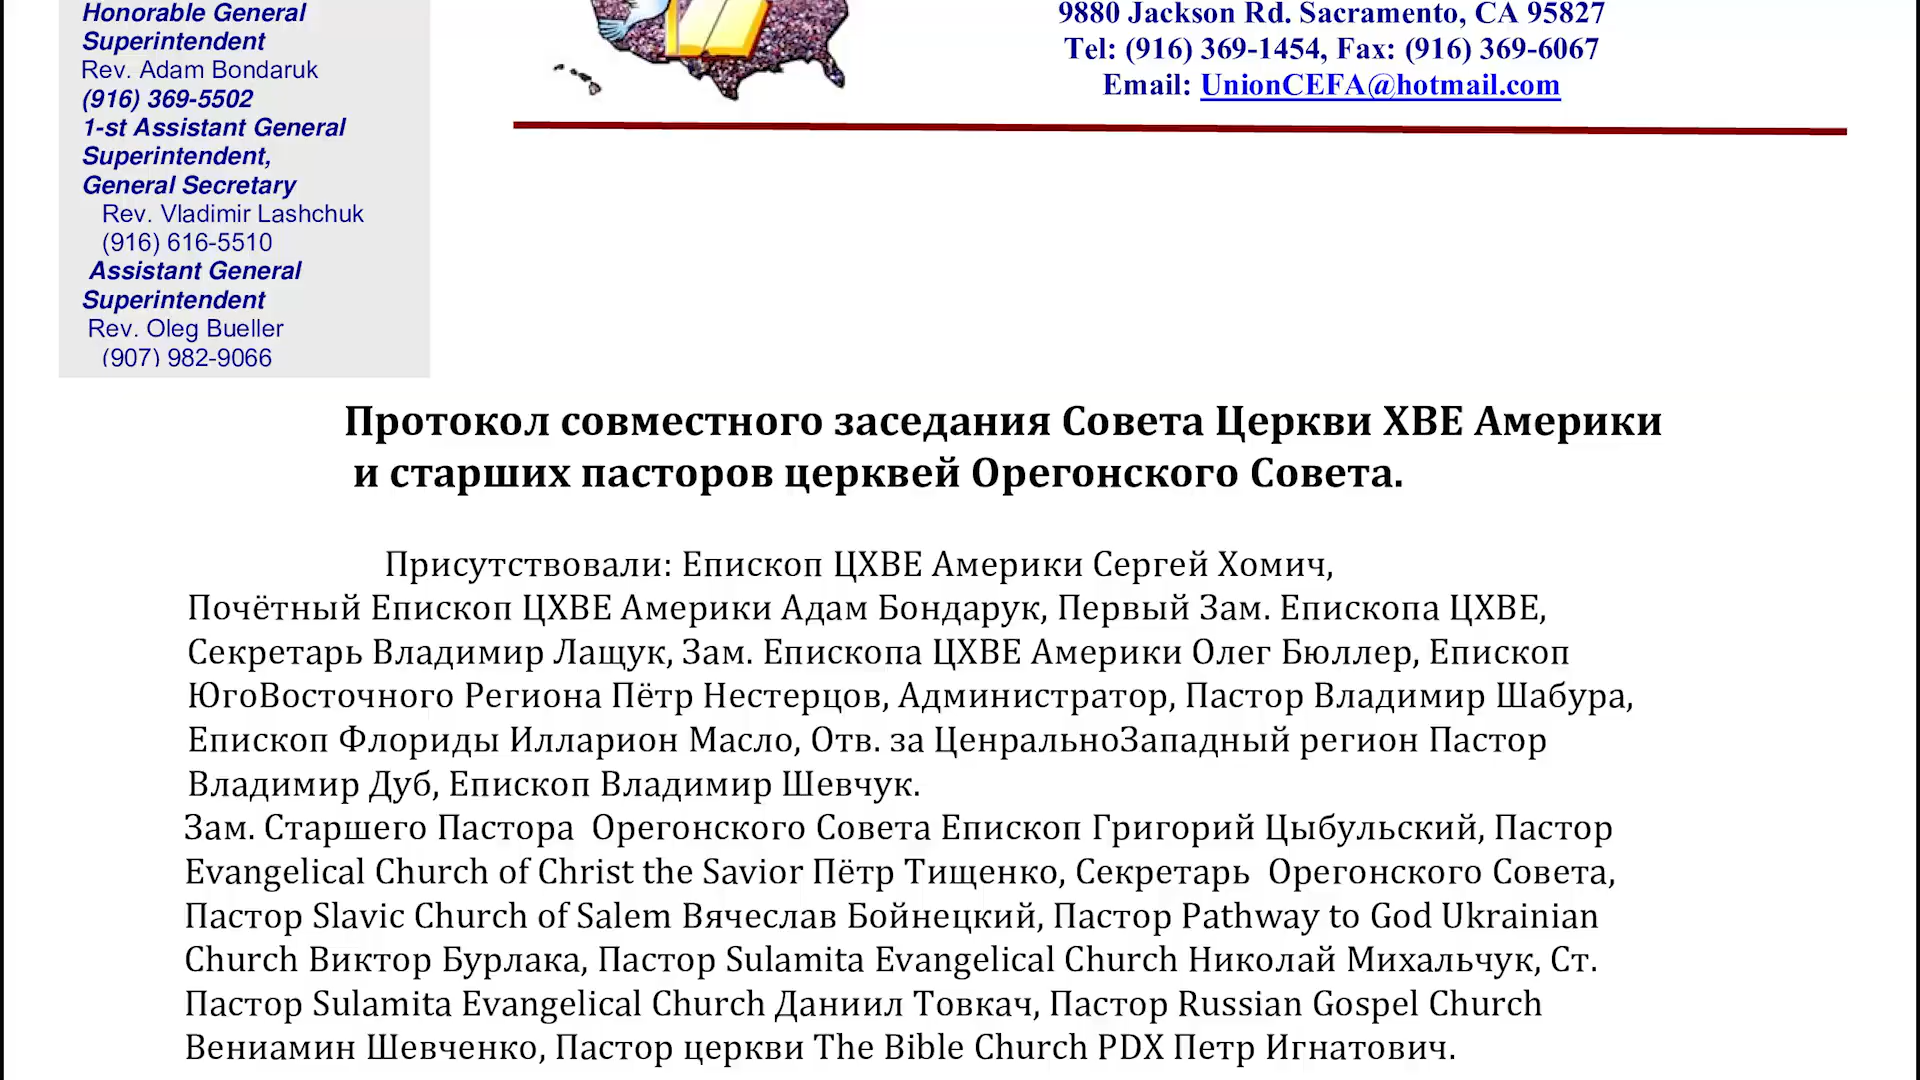 Honorable General
Superintendent
Rev. Adam Bondaruk
(916) 369-5502
1-st Assistant General
Superintendent,
General Secretary
Rev. Vladimir Lashchuk
(916) 616-5510
Assistant General
Superintendent
Rev. Oleg Bueller
(907) 982-9066
9880 Jackson Rd. Sacramento, CA 95827
Tel: (916) 369-1454, Fax: (916) 369-6067
Email: UnionCEFA@hotmail.com
Протокол совместного заседания Совета Церкви ХВЕ Америки
и старших пасторов церквей Орегонского Совета.
Присутствовали: Епископ ЦХВЕ Америки Сергей Хомич,
Почётный Епископ ЦХВЕ Америки Адам Бондарук, Первый Зам. Епископа ЦХВЕ,
Секретарь Владимир Лащук, Зам. Епископа ЦХВЕ Америки Олег Бюллер, Епископ
ЮгоВосточного Региона Пётр Нестерцов, Администратор, Пастор Владимир Шабура,
Епископ Флориды Илларион Масло, Отв. за ЦенральноЗападный регион Пастор
Владимир Дуб, Епископ Владимир Шевчук.
Зам. Старшего Пастора  Орегонского Совета Епископ Григорий Цыбульский, Пастор
Evangelical Church of Christ the Savior Пётр Тищенко, Секретарь  Орегонского Совета,
Пастор Slavic Church of Salem Вячеслав Бойнецкий, Пастор Pathway to God Ukrainian
Church Виктор Бурлака, Пастор Sulamita Evangelical Church Николай Михальчук, Ст.
Пастор Sulamita Evangelical Church Даниил Товкач, Пастор Russian Gospel Church
Вениамин Шевченко, Пастор церкви The Bible Church PDX Петр Игнатович.